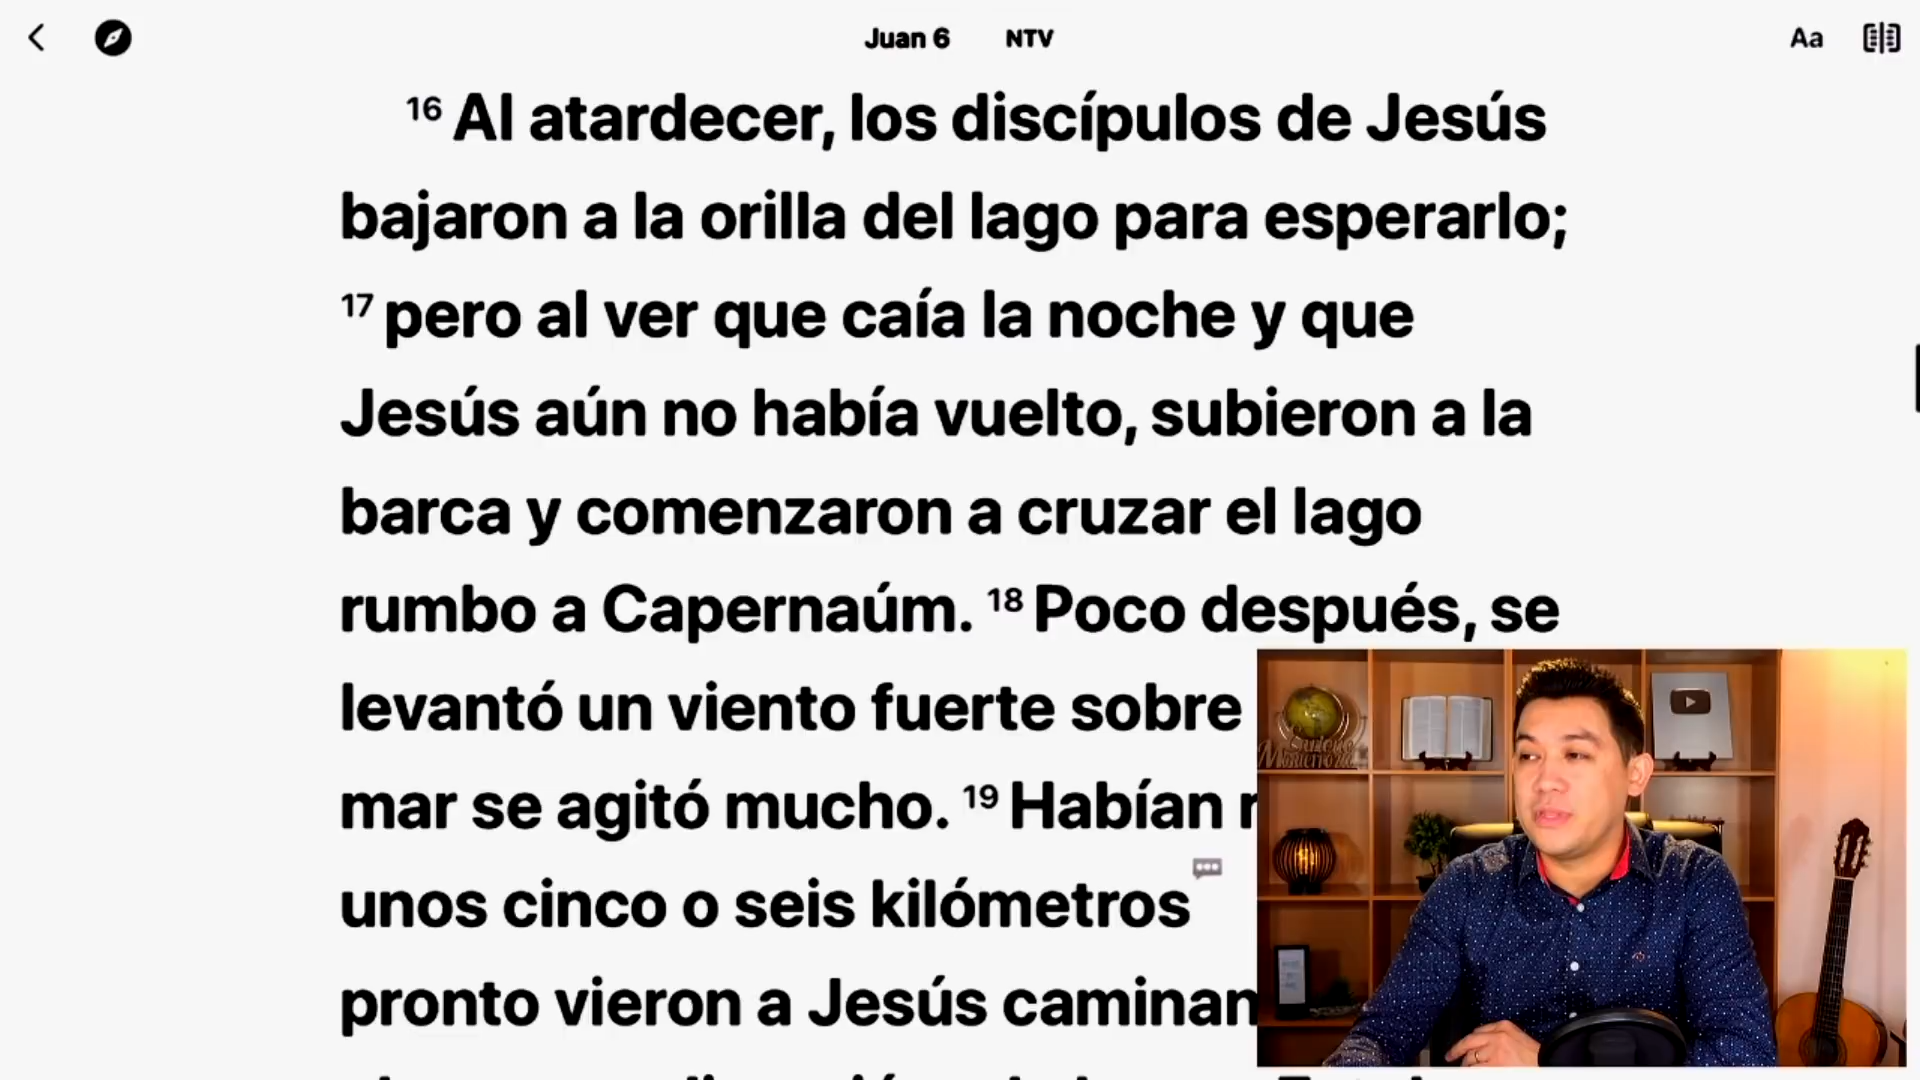 Juan 6 NTV Aa
16 Al atardecer, los discípulos de Jesús
bajaron a la orilla del lago para esperarlo;
17 pero al ver que caía la noche y que
Jesús aún no había vuelto, subieron a la
barca y comenzaron a cruzar el lago
rumbo a Capernaúm. 18 Poco después, se
levantó un viento fuerte sobre
mar se agitó mucho. 19 Habían
unos cinco o seis kilómetros
pronto vieron a Jesús caminan